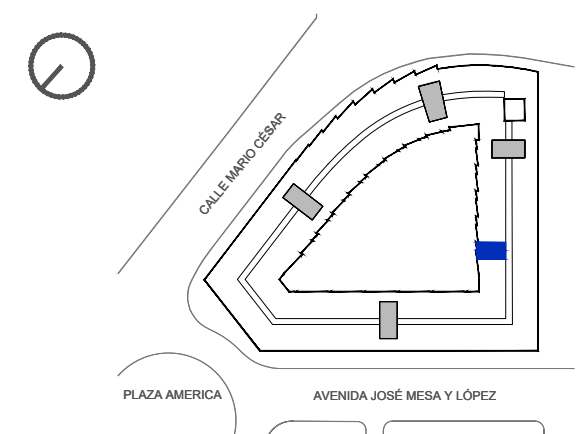 CALLE MARIO CÉSAR
PLAZA AMERICA
AVENIDA JOSÉ MESA Y LÓPEZ